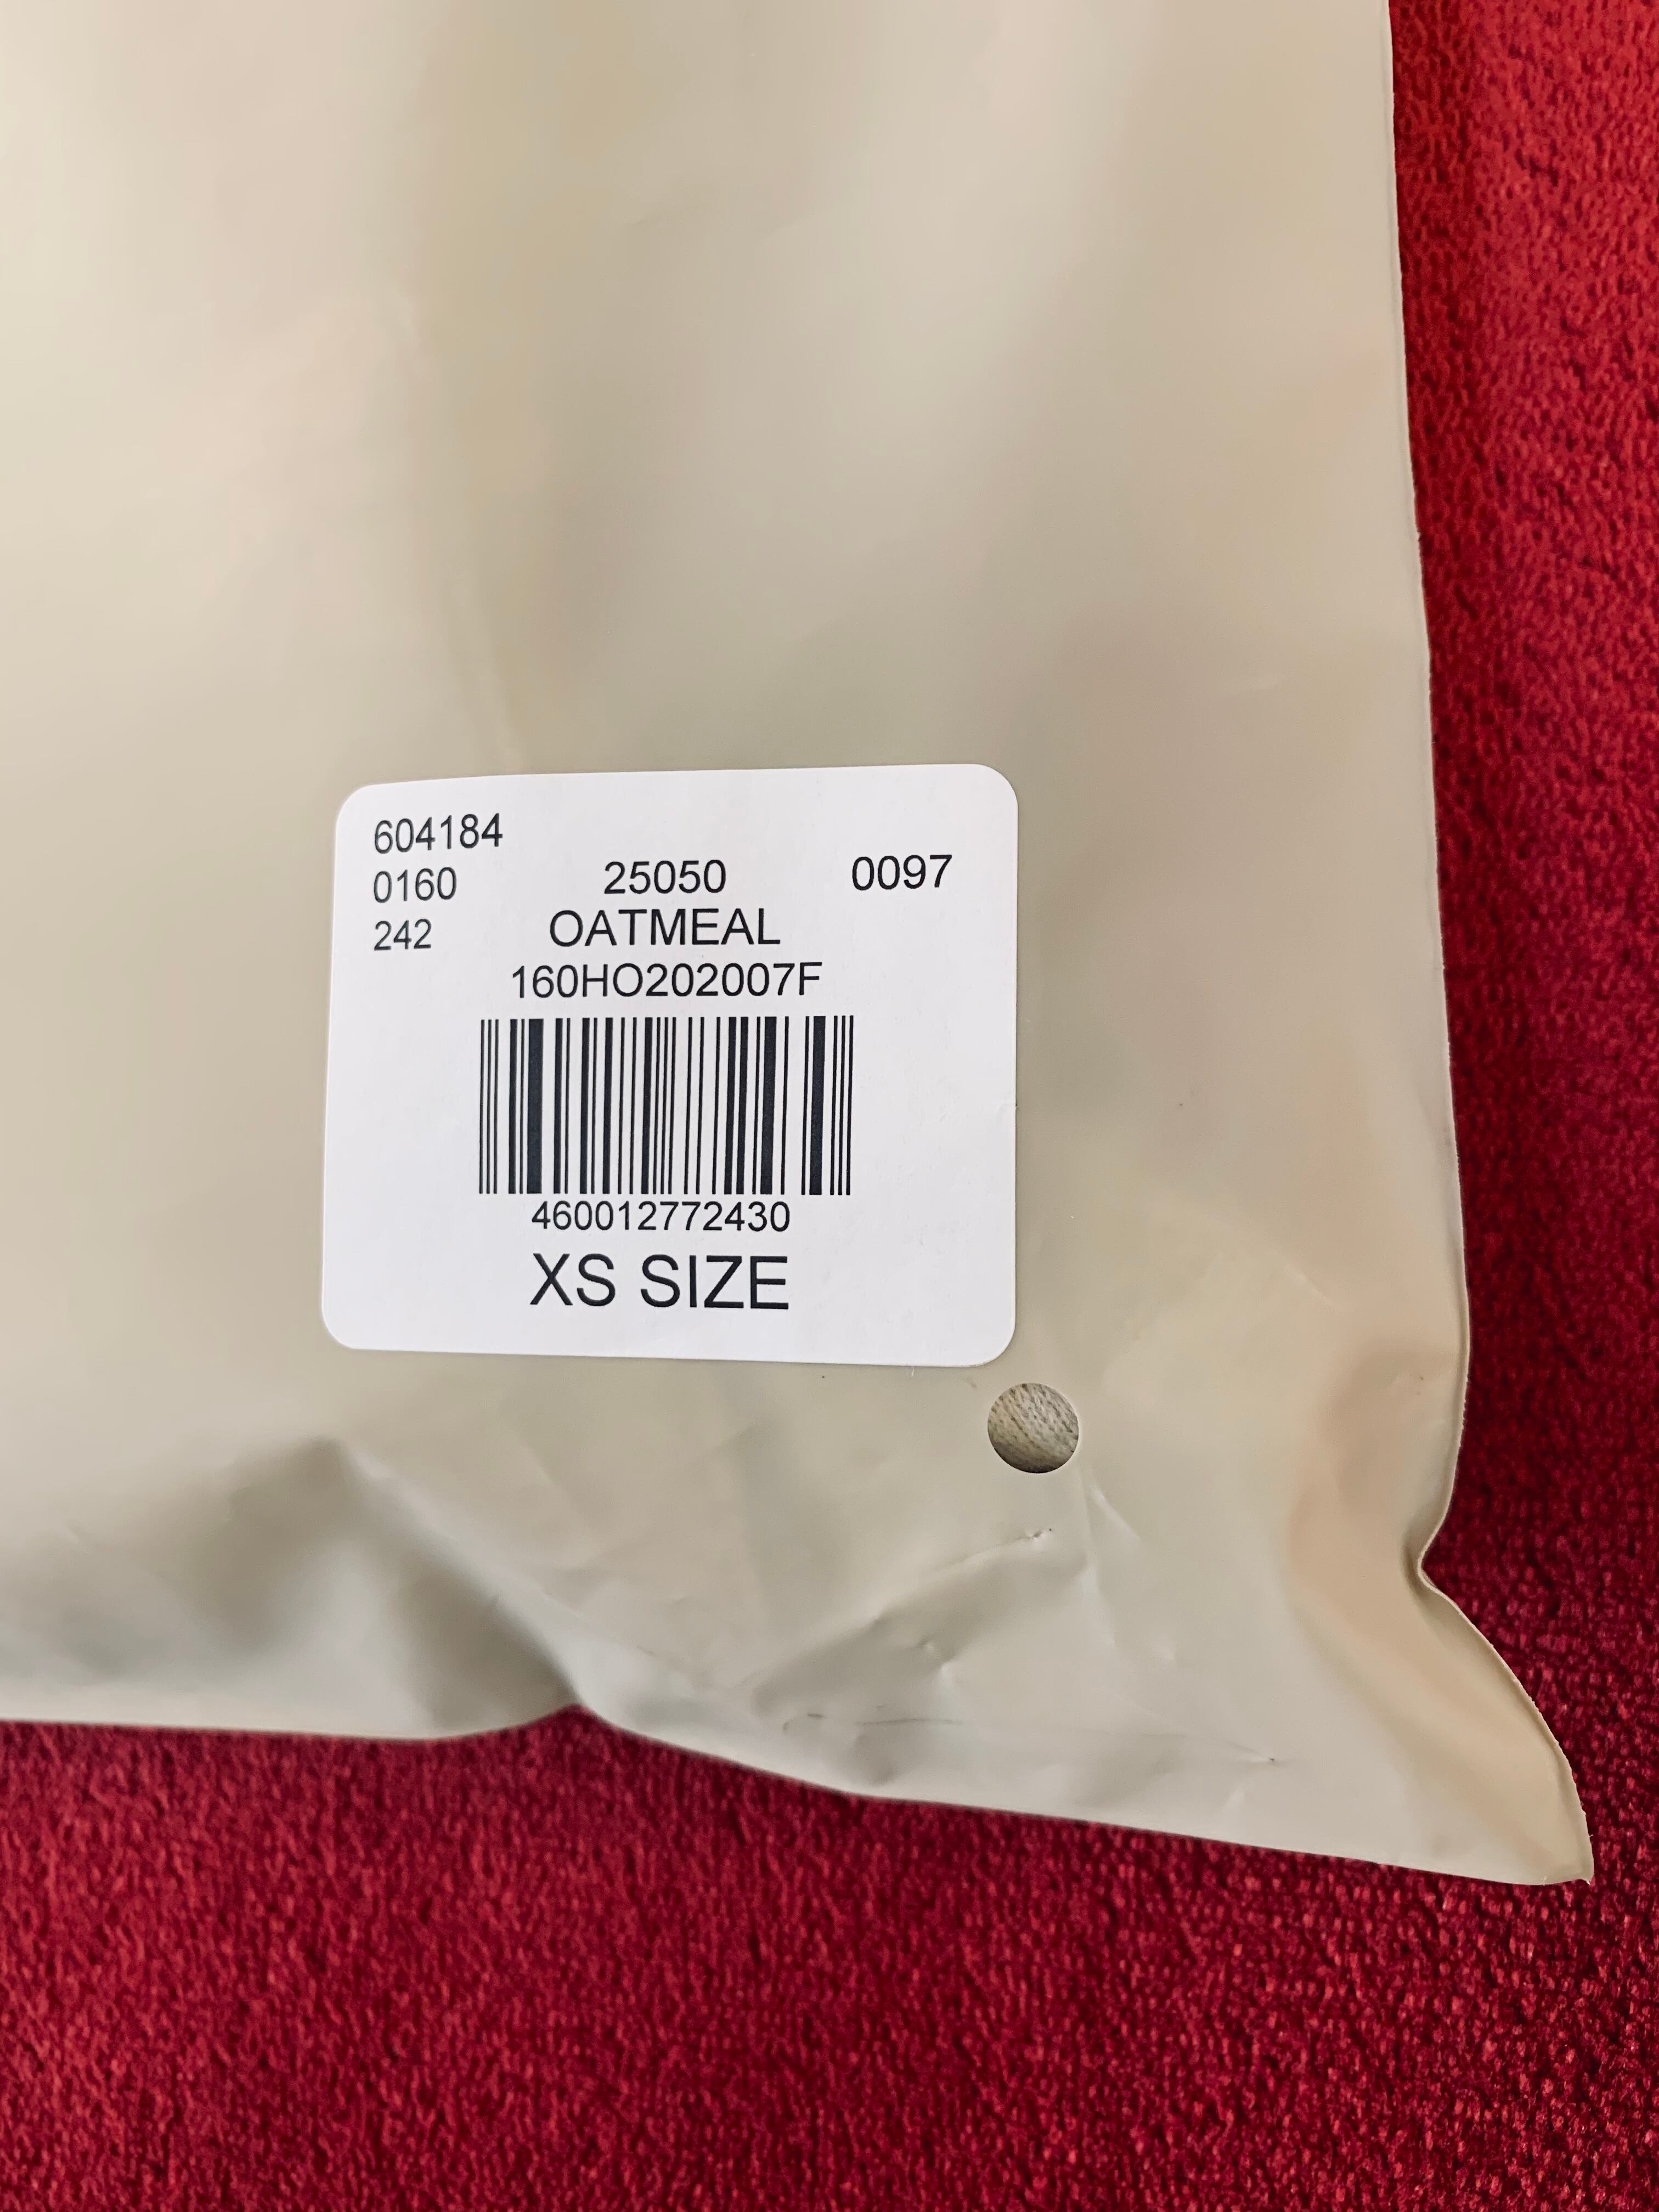 604184
0160 25050 0097
242 OATMEAL
160HO202007F
460012772430
XS SIZE